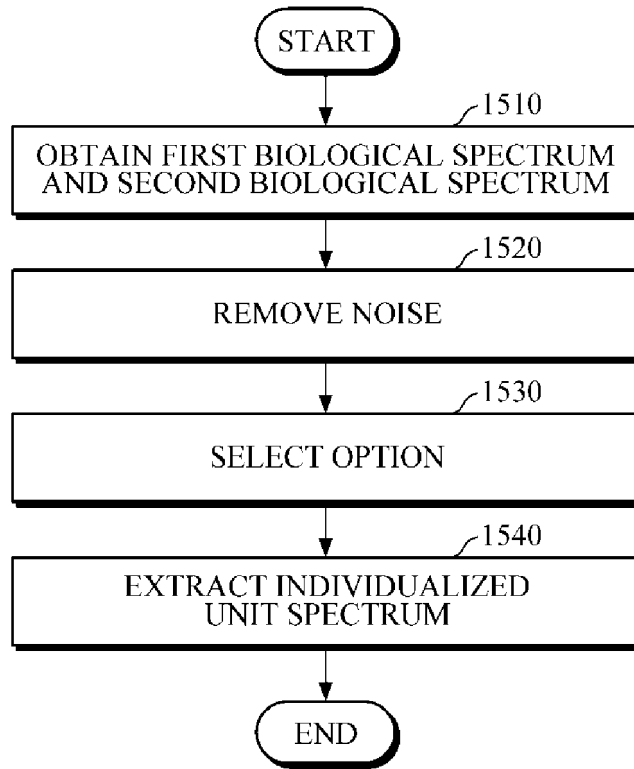 START
1510
OBTAIN FIRST BIOLOGICAL SPECTRUM
AND SECOND BIOLOGICAL SPECTRUM
1520
REMOVE NOISE
1530
SELECT OPTION
1540
EXTRACT INDIVIDUALIZED
UNIT SPECTRUM
END